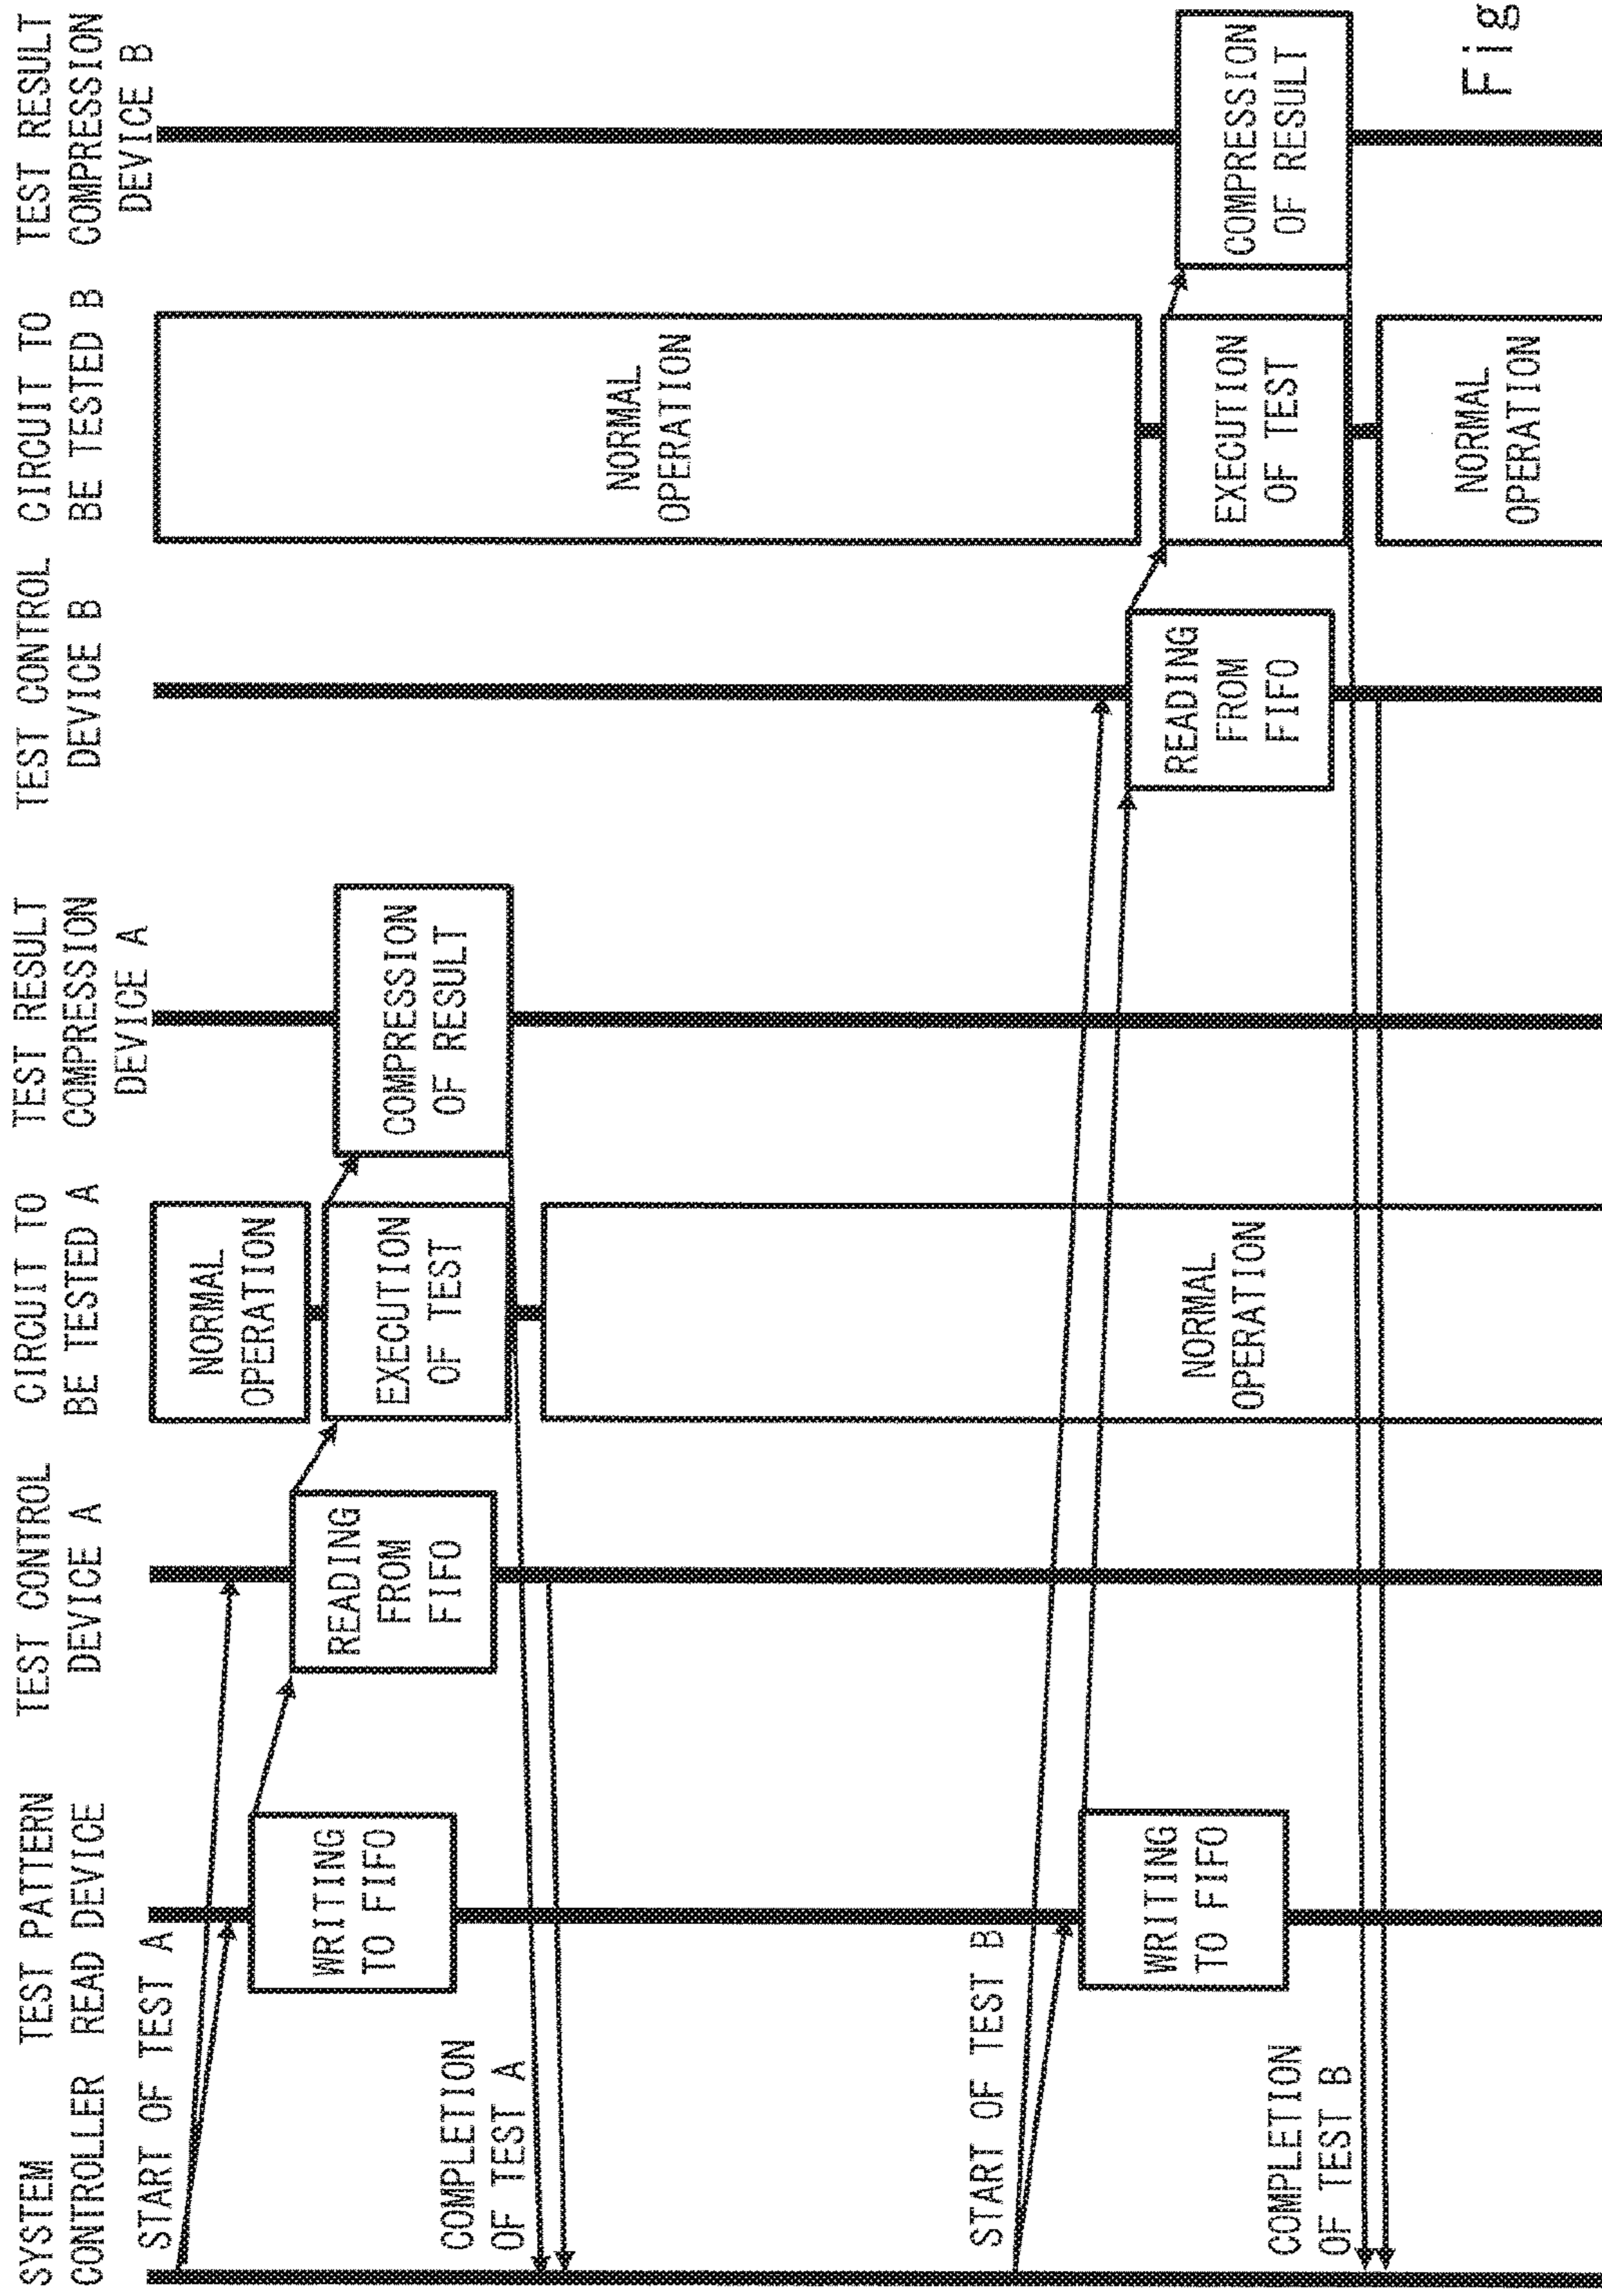 SYSTEM
CONTROLLER
TEST PATTERN
READ DEVICE
TEST CONTROL
DEVICE A
CIRCUIT TO
BE TESTED A
TEST RESULT
COMPRESSION
DEVICE A
TEST CONTROL
DEVICE B
CIRCUIT TO
BE TESTED B
TEST RESULT
COMPRESSION
DEVICE B
START OF TEST A
WRITING
TO FIFO
READING
FROM
FIFO
NORMAL
OPERATION
EXECUTION
OF TEST
COMPRESSION
OF RESULT
COMPLETION
OF TEST A
NORMAL
OPERATION
NORMAL
OPERATION
START OF TEST B
WRITING
TO FIFO
READING
FROM
FIFO
EXECUTION
OF TEST
COMPRESSION
OF RESULT
COMPLETION
OF TEST B
NORMAL
OPERATION
Fig